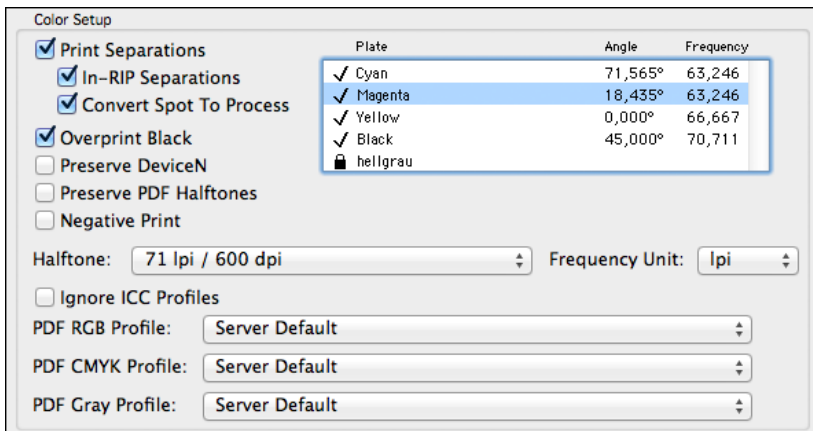 Color Setup
Print Separations
In-RIP Separations
Convert Spot To Process
Overprint Black
Preserve DeviceN
Preserve PDF Halftones
Negative Print
Plate Angle Frequency
Cyan 71,565° 63,246
Magenta 18,435° 63,246
Yellow 0,000° 66,667
Black 45,000° 70,711
hellgrau
Halftone: 71 lpi / 600 dpi Frequency Unit: lpi
Ignore ICC Profiles
PDF RGB Profile: Server Default
PDF CMYK Profile: Server Default
PDF Gray Profile: Server Default